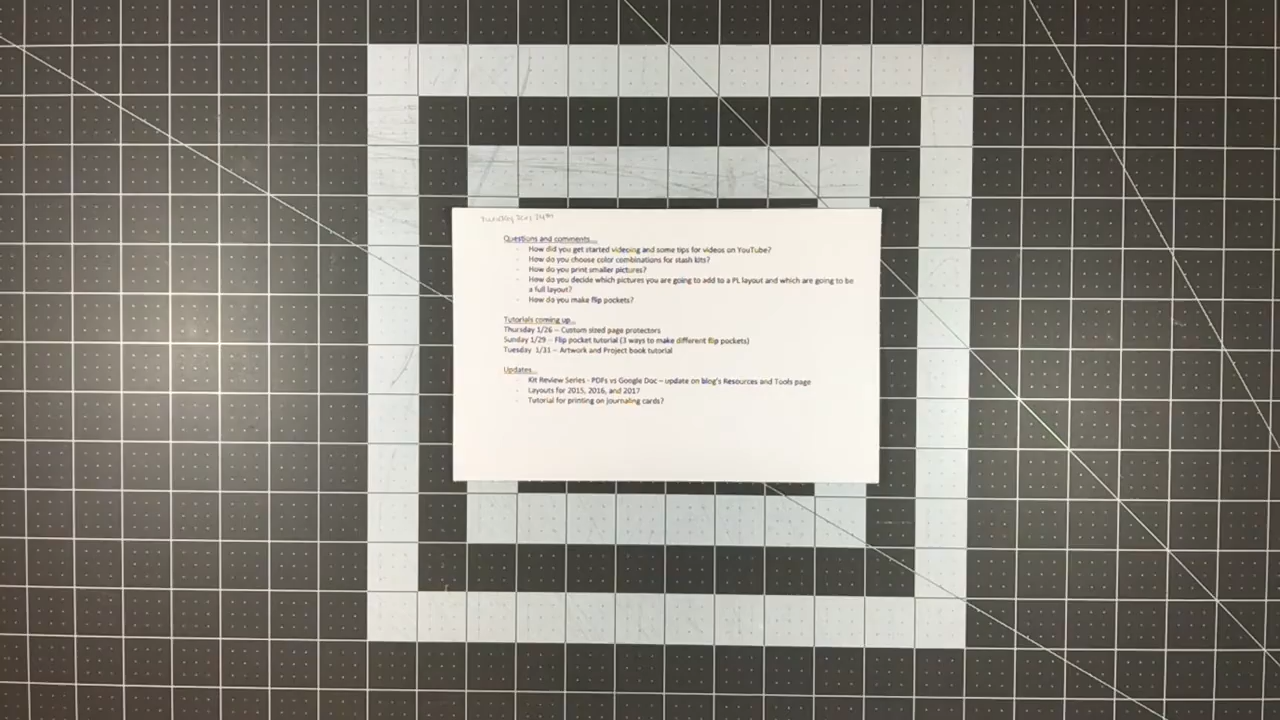 Tuesday, Jan. 24th
Questions and comments...
- How did you get started videoing and some tips for videos on YouTube?
- How do you choose color combinations for stash kits?
- How do you print smaller pictures?
- How do you decide which pictures you are going to add to a PL layout and which are going to be
a full layout?
- How do you make flip pockets?
Tutorials coming up...
Thursday 1/26 – Custom sized page protectors
Sunday 1/29 – Flip pocket tutorial (3 ways to make different flip pockets)
Tuesday 1/31 – Artwork and Project book tutorial
Updates...
- Kit Review Series - PDFs vs Google Doc – update on blog's Resources and Tools page
- Layouts for 2015, 2016, and 2017
- Tutorial for printing on journaling cards?